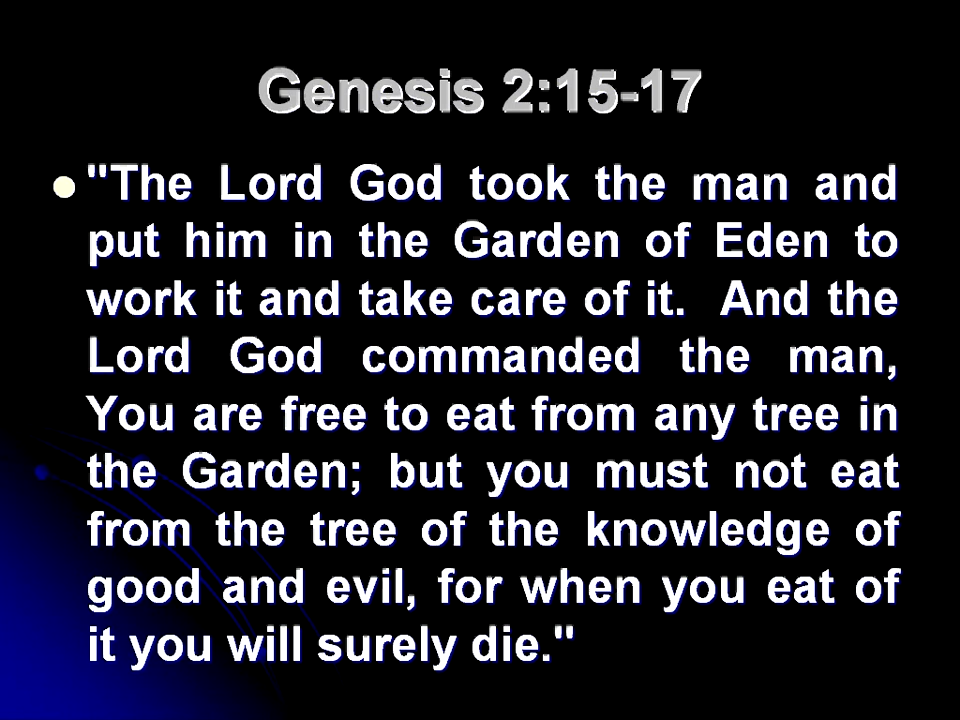 Genesis 2:15-17
"The Lord God took the man and
put him in the Garden of Eden to
work it and take care of it. And the
Lord God commanded the man,
You are free to eat from any tree in
the Garden; but you must not eat
from the tree of the knowledge of
good and evil, for when you eat of
it you will surely die."